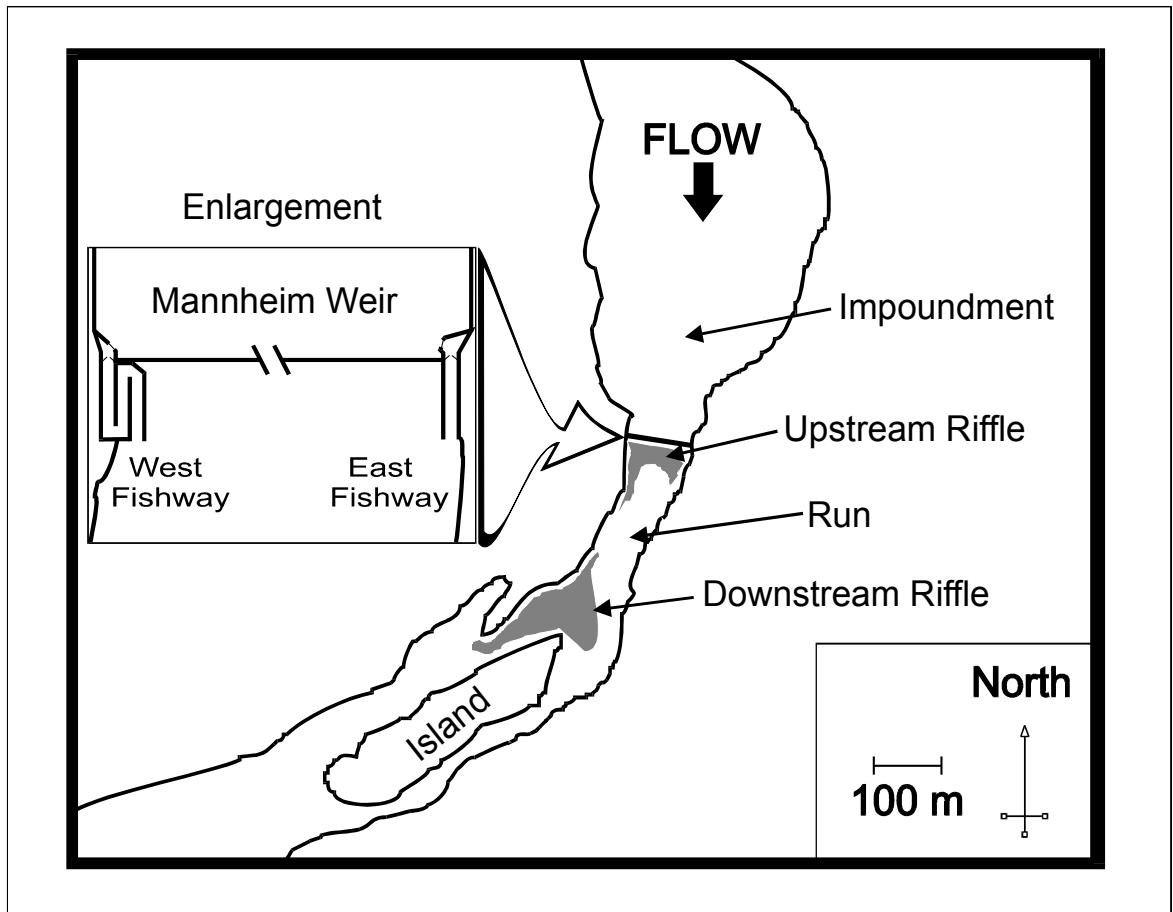 FLOW
Enlargement
Mannheim Weir
Impoundment
Upstream Riffle
West
Fishway
East
Fishway
Run
Downstream Riffle
Island
North
100 m